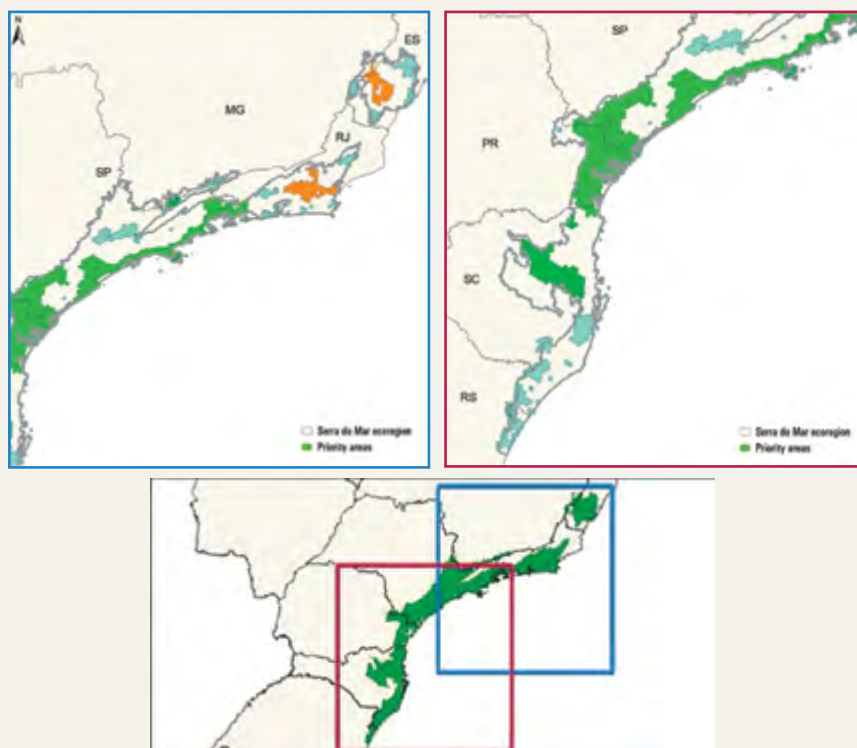 N
ES
MG
RJ
SP
Serra do Mar ecoregion
Priority areas
SP
PR
SC
RS
Serra do Mar ecoregion
Priority areas